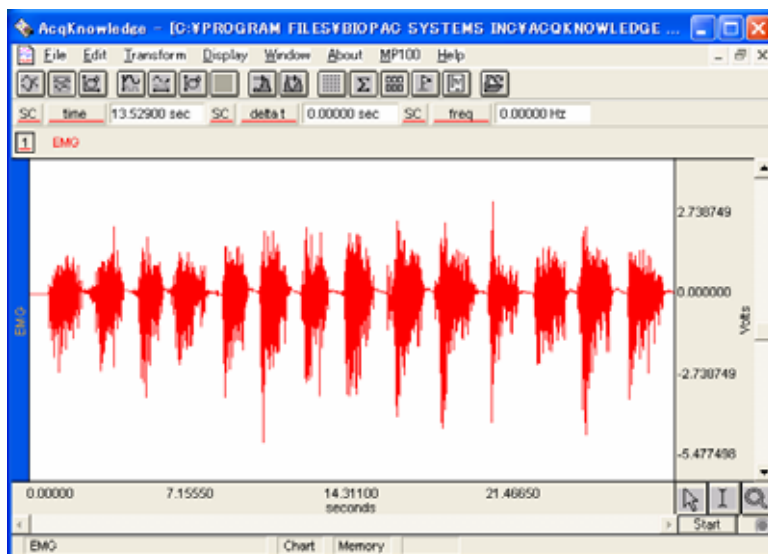 AcqKnowledge - [C:¥PROGRAM FILES¥BIOPAC SYSTEMS INC¥ACQKNOWLEDGE ...
File Edit Transform Display Window About MP100 Help
SC time 13.52900 sec SC delta t 0.00000 sec SC freq 0.00000 Hz
1 EMG
2.738749
0.000000
-2.738749
-5.477498
Volts
EMG
0.00000 7.15550 14.31100 21.46650
seconds
Start
EMG Chart Memory